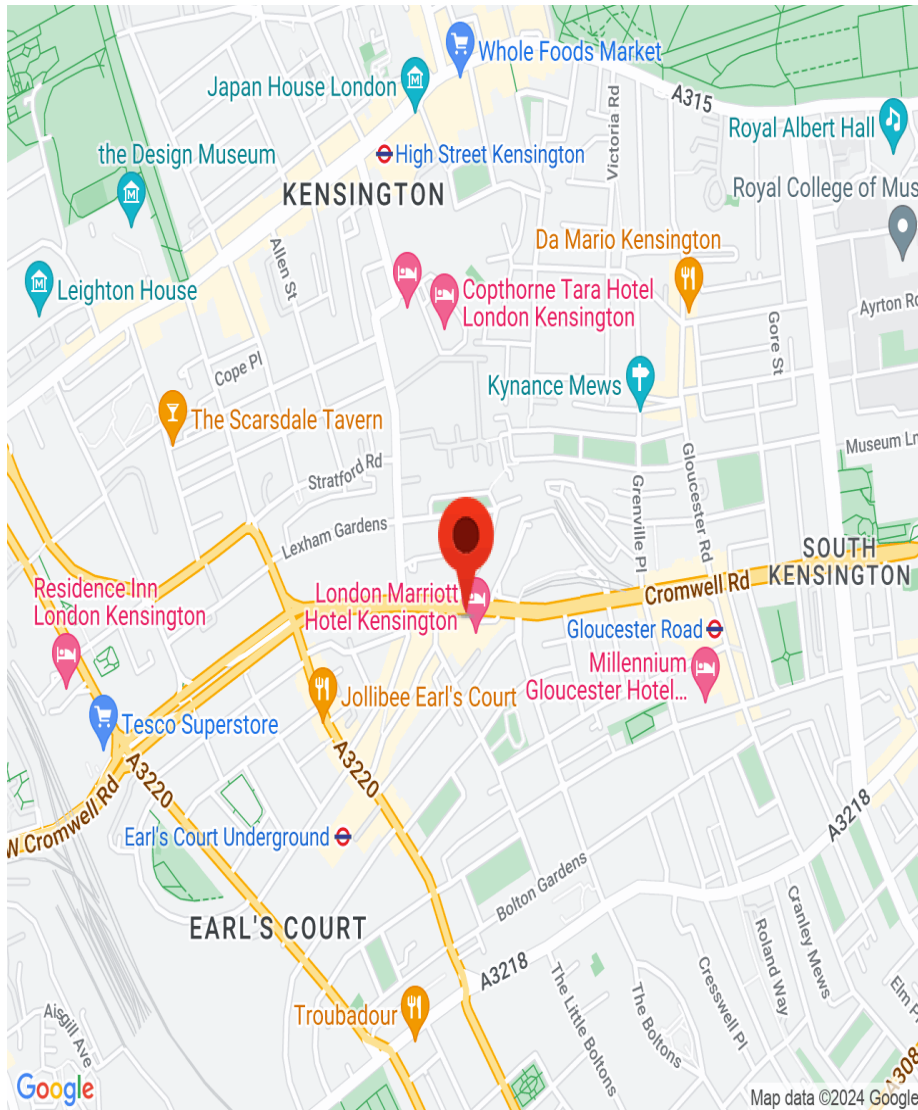 Whole Foods Market
Japan House London
A315
Victoria Rd
Royal Albert Hall
the Design Museum
High Street Kensington
KENSINGTON
Royal College of Mus
Da Mario Kensington
Allen St
Leighton House
Copthorne Tara Hotel
London Kensington
Ayrton Rd
Gore St
Cope Pl
Kynance Mews
The Scarsdale Tavern
Museum Ln
Stratford Rd
Gloucester Rd
Grenville Pl
Lexham Gardens
SOUTH
KENSINGTON
Residence Inn
London Kensington
London Marriott
Hotel Kensington
Cromwell Rd
Gloucester Road
Millennium
Gloucester Hotel...
Jollibee Earl's Court
Tesco Superstore
A3220
A3220
W Cromwell Rd
A3218
Earl's Court Underground
Bolton Gardens
EARL'S COURT
Cranley Mews
Roland Way
A3218
The Little Boltons
The Boltons
Cresswell Pl
Elm P
Troubadour
Aisgill Ave
A308
Google
Map data ©2024 Google